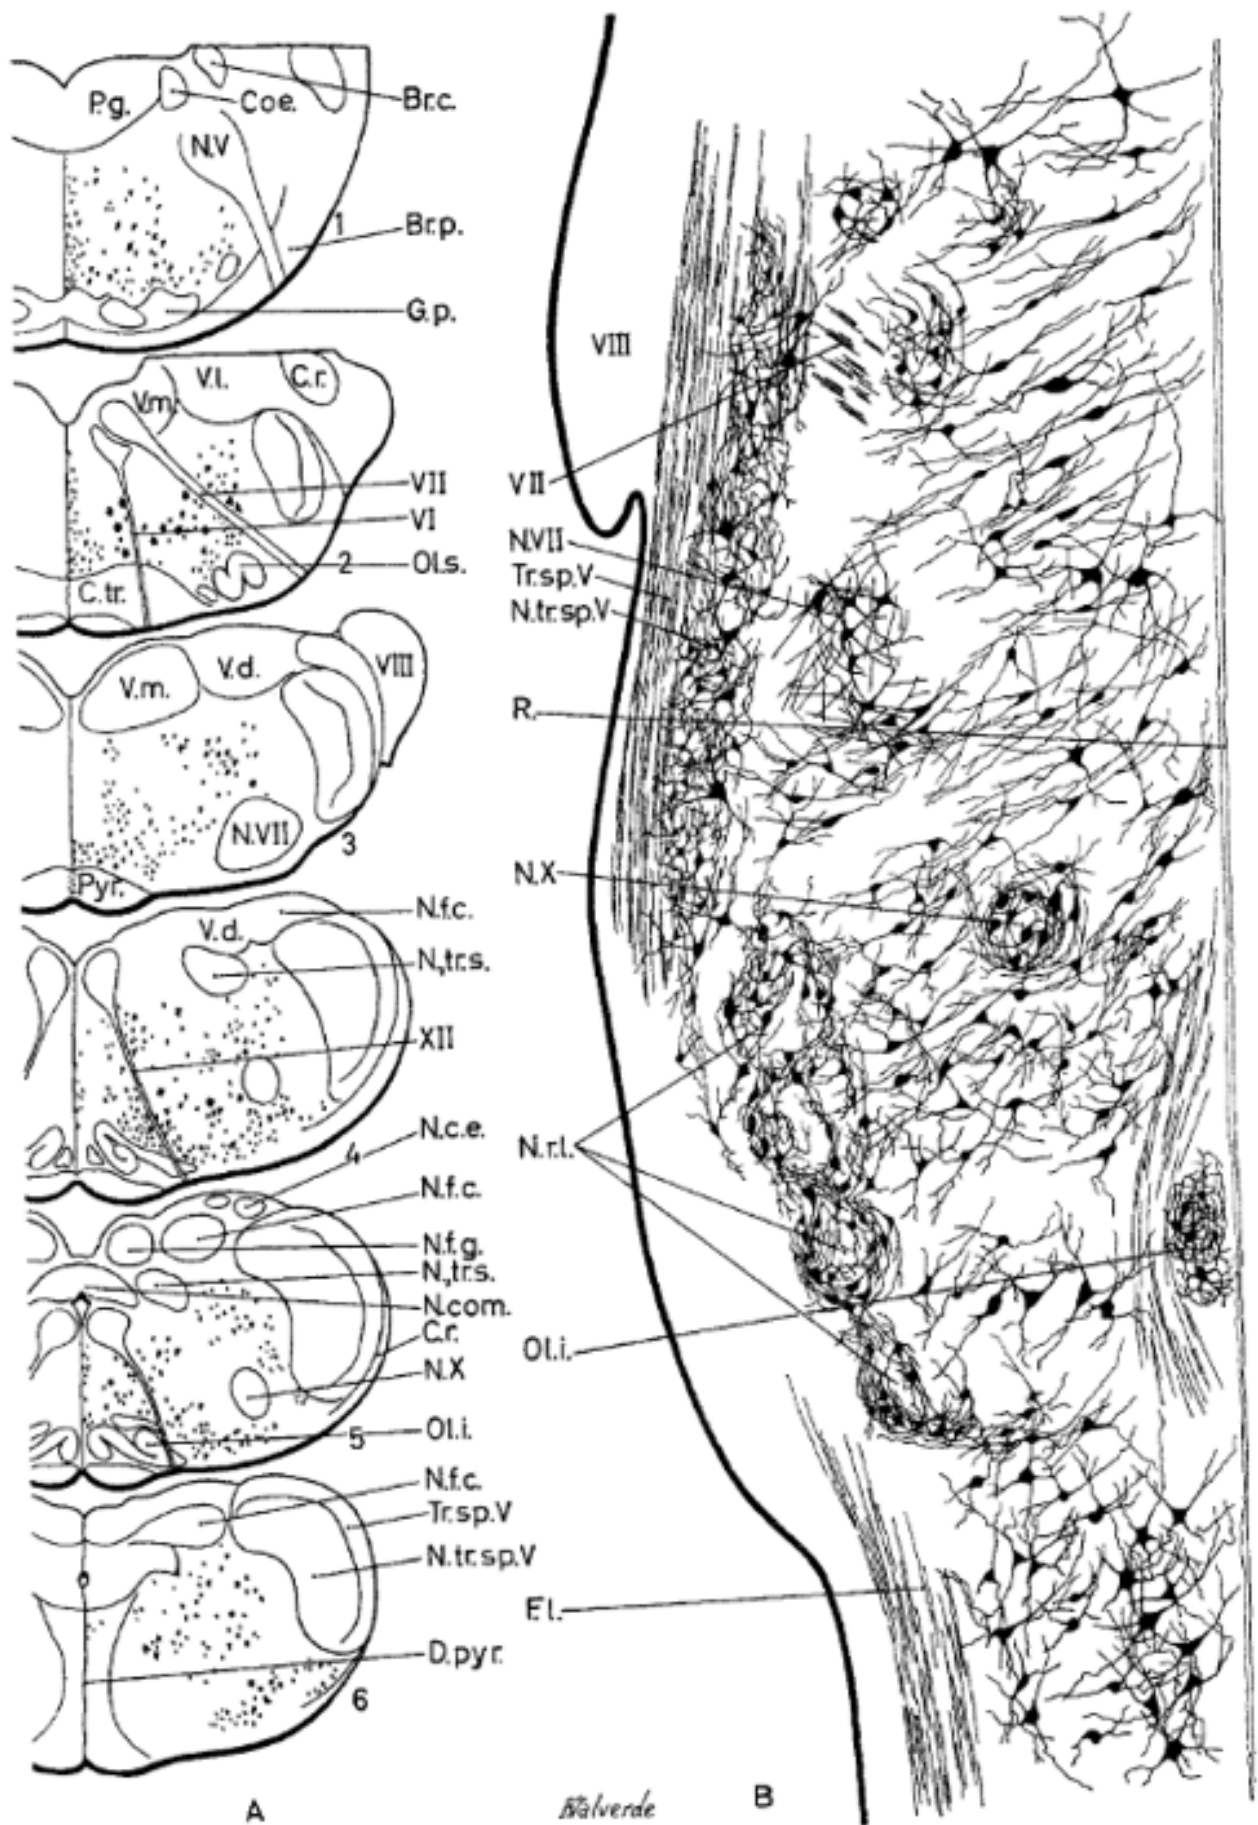 P.g.
Coe.
Br.c.
N.V
1
Br.p.
G.p.
V.m.
V.l.
C.r.
VII
VI
C.tr.
2
Ol.s.
V.m.
V.d.
VIII
N.VII
3
Pyr.
N.f.c.
V.d.
N.tr.s.
XII
4
N.c.e.
N.f.c.
N.f.g.
N.tr.s.
N.com.
C.r.
N.X
5
Ol.i.
N.f.c.
Tr.sp.V
N.tr.sp.V
D.pyr.
6
A
VIII
VII
N.VII
Tr.sp.V
N.tr.sp.V
R.
N.X
N.r.l.
Ol.i.
F.l.
Valverde
B